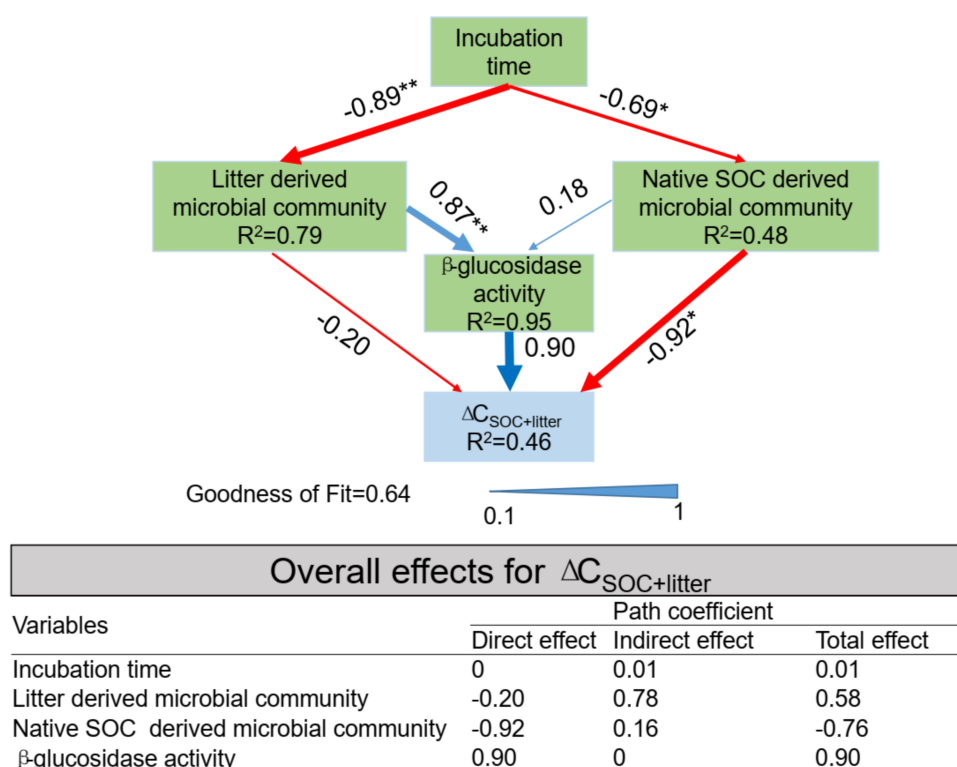 Incubation
time
-0.89**
-0.69*
Litter derived
microbial community
R²=0.79
0.87**
0.18
Native SOC derived
microbial community
R²=0.48
β-glucosidase
activity
R²=0.95
-0.20
0.90
-0.92*
ΔC_SOC+litter
R²=0.46
Goodness of Fit=0.64
0.1
1
Overall effects for ΔC_SOC+litter
Variables
Path coefficient
Direct effect Indirect effect Total effect
Incubation time 0 0.01 0.01
Litter derived microbial community -0.20 0.78 0.58
Native SOC derived microbial community -0.92 0.16 -0.76
β-glucosidase activity 0.90 0 0.90